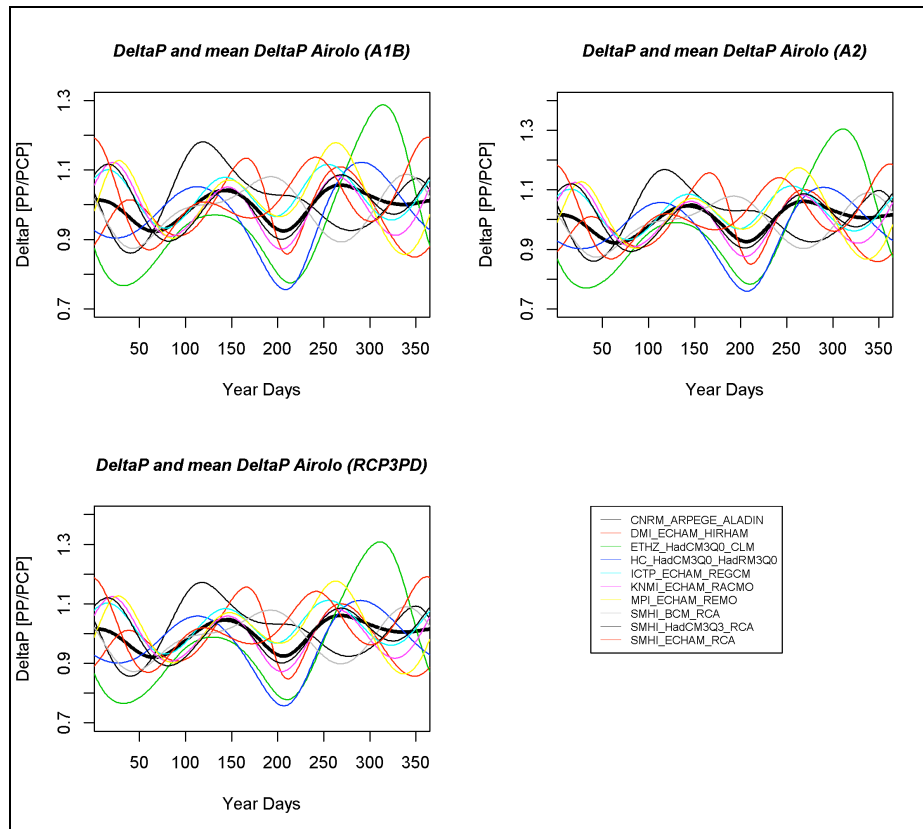 DeltaP and mean DeltaP Airolo (A1B)
DeltaP [PP/PCP]
0.7 0.9 1.1 1.3
50 100 150 200 250 300 350
Year Days
DeltaP and mean DeltaP Airolo (A2)
DeltaP [PP/PCP]
0.7 0.9 1.1 1.3
50 100 150 200 250 300 350
Year Days
DeltaP and mean DeltaP Airolo (RCP3PD)
DeltaP [PP/PCP]
0.7 0.9 1.1 1.3
50 100 150 200 250 300 350
Year Days
CNRM_ARPEGE_ALADIN
DMI_ECHAM_HIRHAM
ETHZ_HadCM3Q0_CLM
HC_HadCM3Q0_HadRM3Q0
ICTP_ECHAM_REGCM
KNMI_ECHAM_RACMO
MPI_ECHAM_REMO
SMHI_BCM_RCA
SMHI_HadCM3Q3_RCA
SMHI_ECHAM_RCA